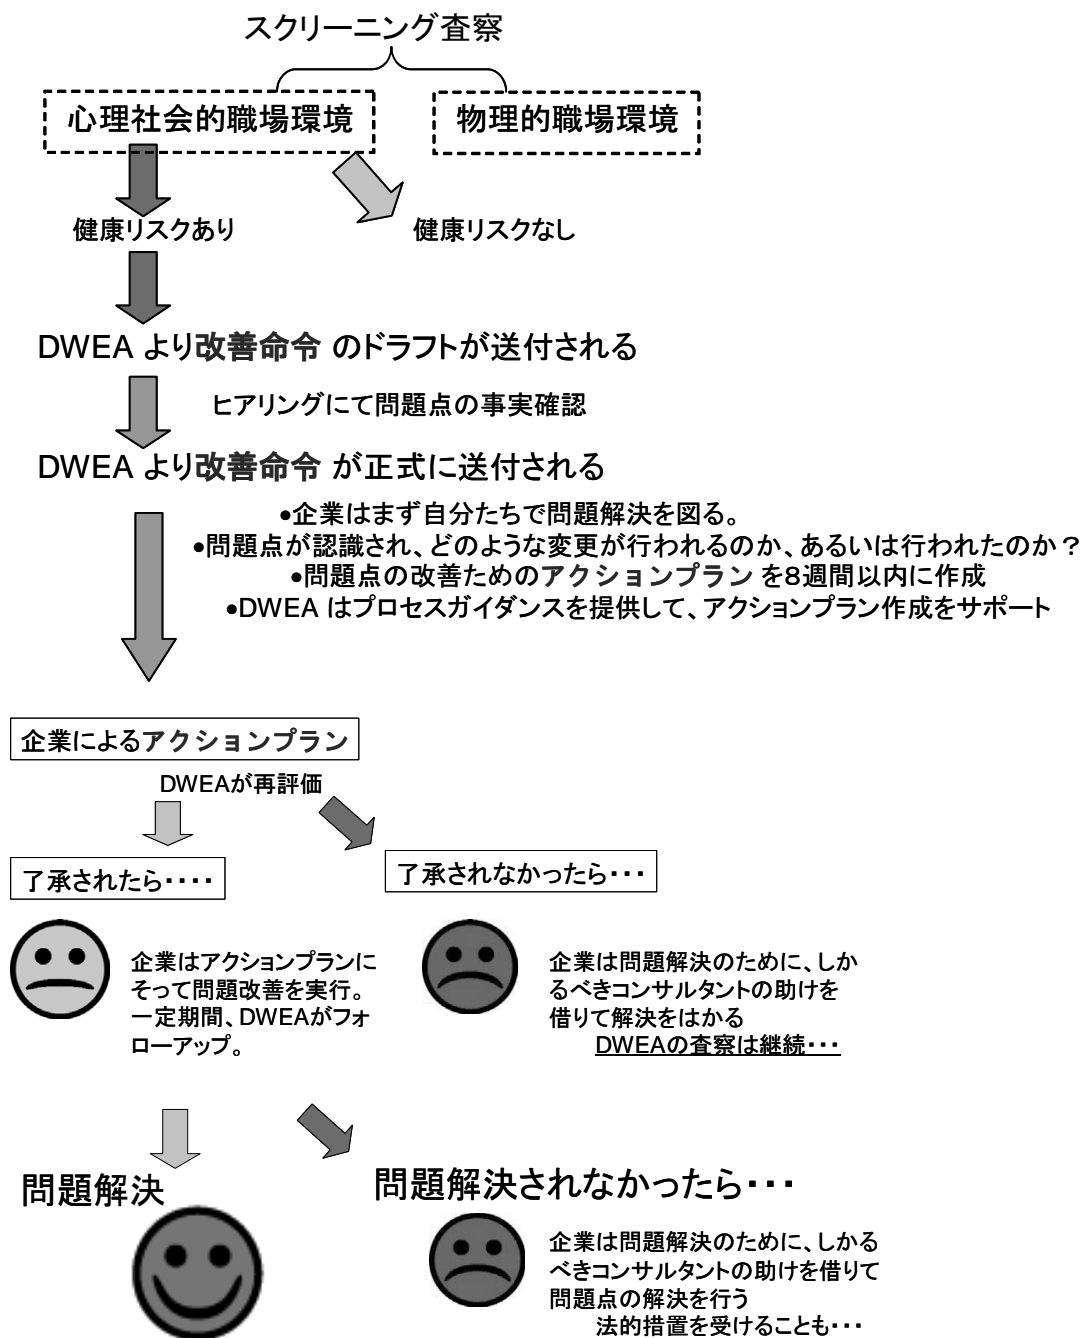 スクリーニング査察
心理社会的職場環境
物理的職場環境
健康リスクあり
健康リスクなし
DWEA より改善命令 のドラフトが送付される
ヒアリングにて問題点の事実確認
DWEA より改善命令 が正式に送付される
●企業はまず自分たちで問題解決を図る。
●問題点が認識され、どのような変更が行われるのか、あるいは行われたのか？
●問題点の改善ためのアクションプラン を8週間以内に作成
●DWEA はプロセスガイダンスを提供して、アクションプラン作成をサポート
企業によるアクションプラン
DWEAが再評価
了承されたら・・・・
了承されなかったら・・・
企業はアクションプランに
そって問題改善を実行。
一定期間、DWEAがフォ
ローアップ。
企業は問題解決のために、しか
るべきコンサルタントの助けを
借りて解決をはかる
DWEAの査察は継続・・・
問題解決
問題解決されなかったら・・・
企業は問題解決のために、しかる
べきコンサルタントの助けを借りて
問題点の解決を行う
法的措置を受けることも・・・